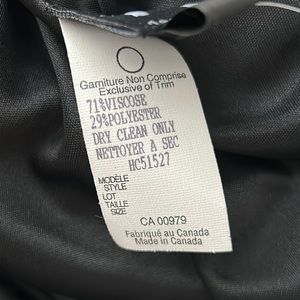 Garniture Non Comprise
Exclusive of Trim
71%VISCOSE
29%POLYESTER
DRY CLEAN ONLY
NETTOYER A SEC
HC51527
MODÈLE
STYLE
LOT
TAILLE
SIZE
CA 00979
Fabriqué au Canada
Made in Canada